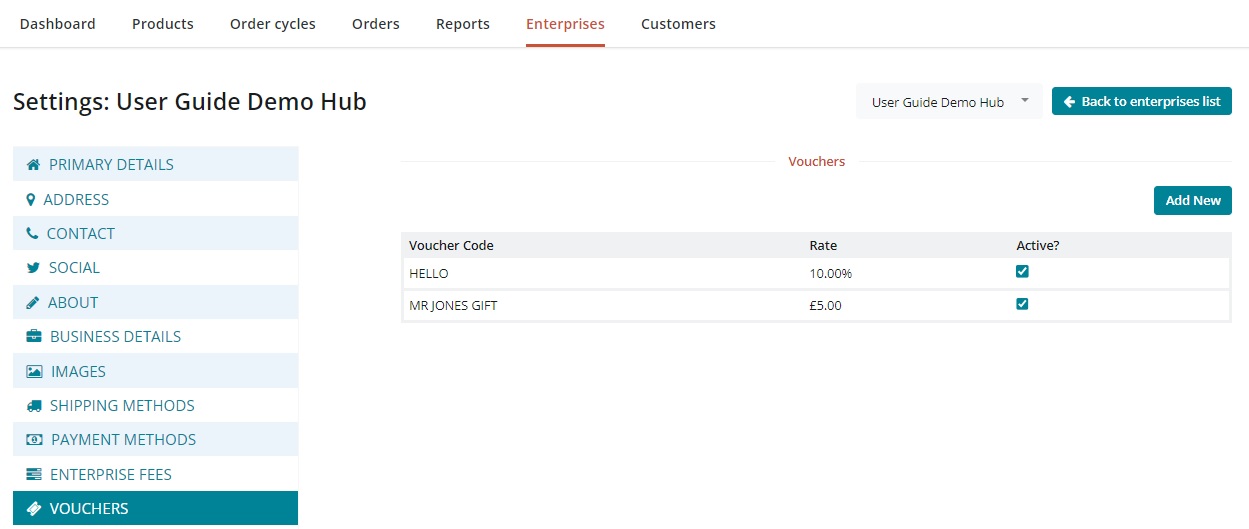 Dashboard Products Order cycles Orders Reports Enterprises Customers
Settings: User Guide Demo Hub
User Guide Demo Hub
Back to enterprises list
PRIMARY DETAILS
ADDRESS
CONTACT
SOCIAL
ABOUT
BUSINESS DETAILS
IMAGES
SHIPPING METHODS
PAYMENT METHODS
ENTERPRISE FEES
VOUCHERS
Vouchers
Add New
Voucher Code Rate Active?
HELLO 10.00%
MR JONES GIFT £5.00